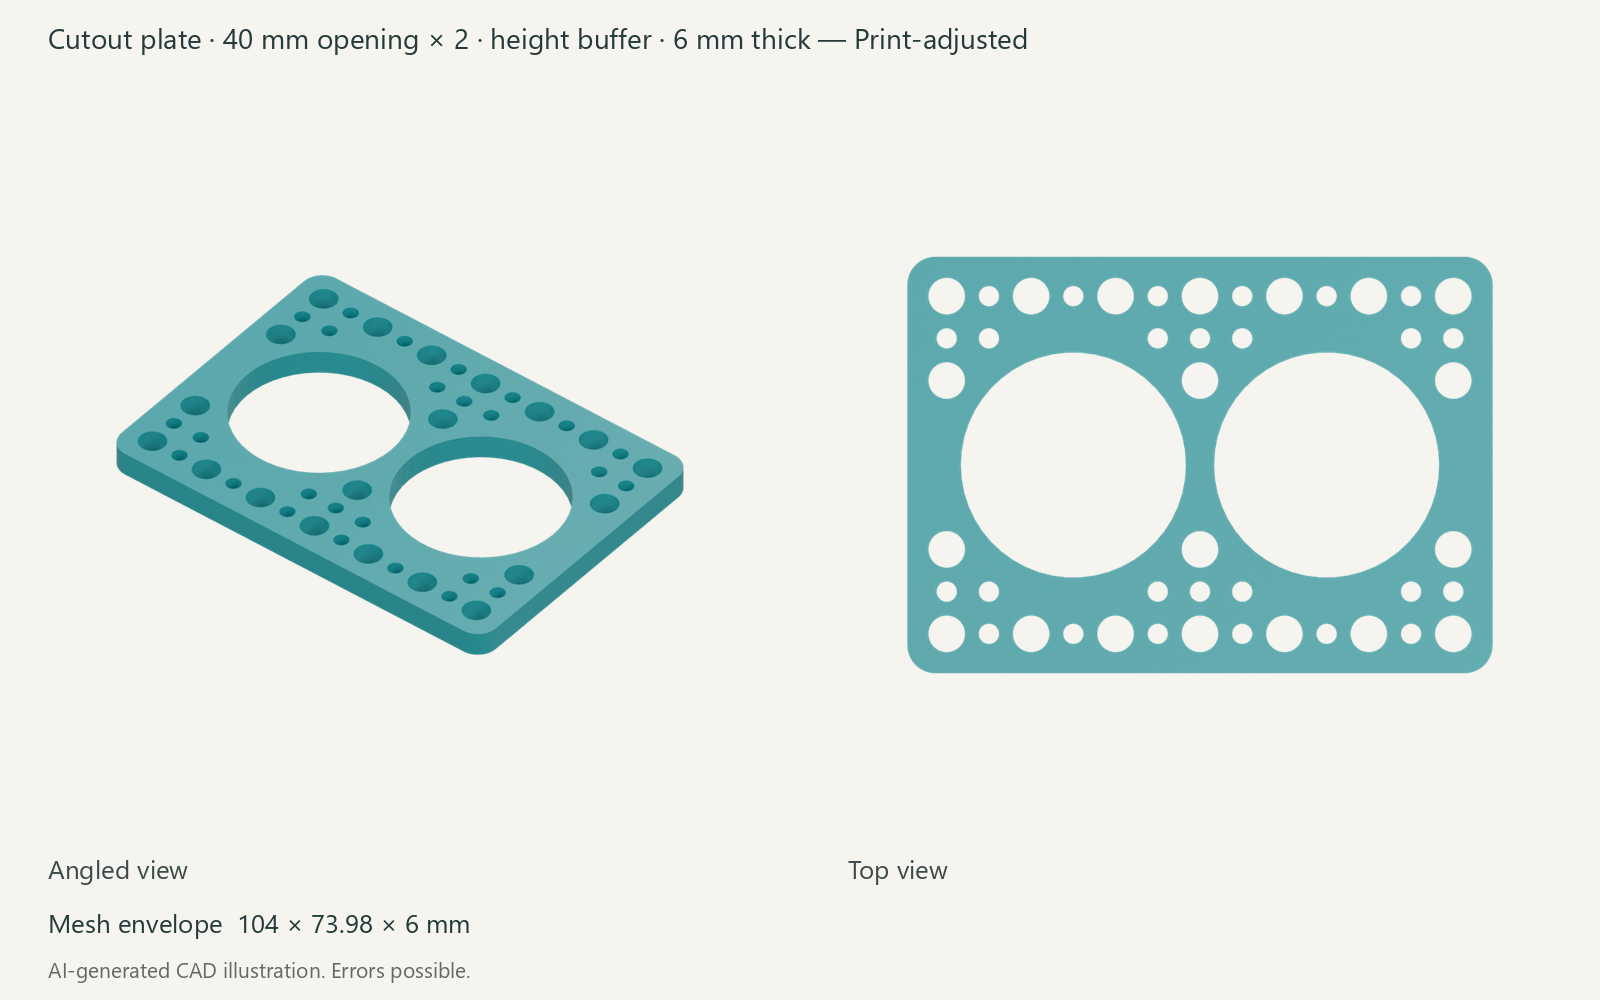 Cutout plate · 40 mm opening × 2 · height buffer · 6 mm thick — Print-adjusted
Angled view
Top view
Mesh envelope 104 × 73.98 × 6 mm
AI-generated CAD illustration. Errors possible.